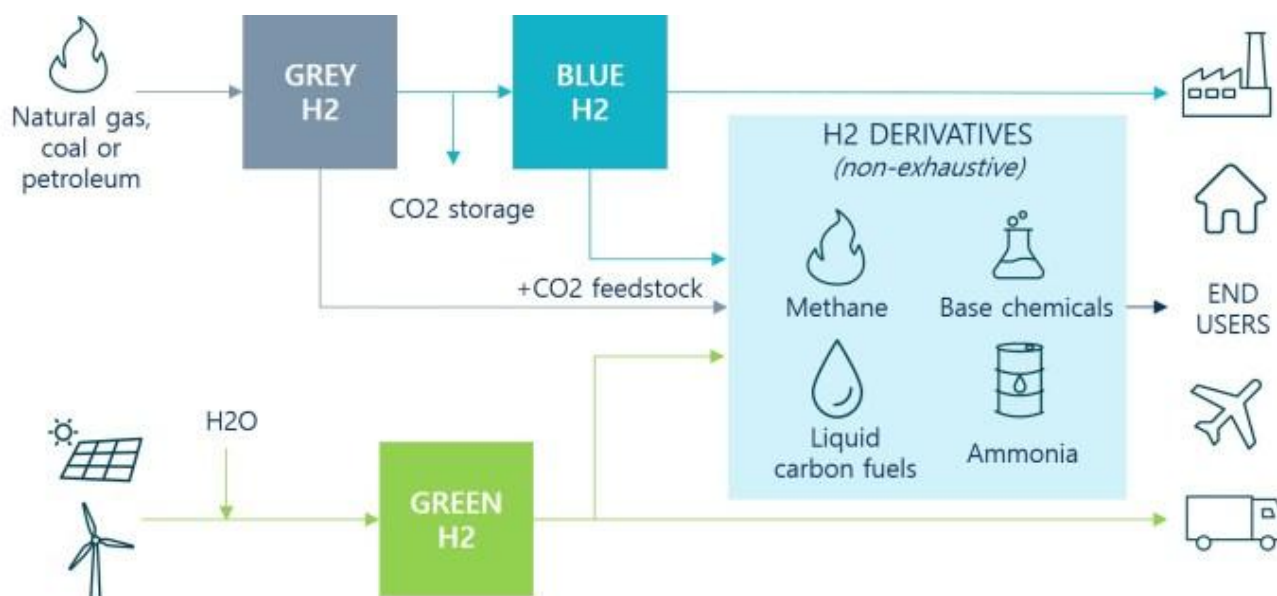 Natural gas,
coal or
petroleum
GREY
H2
BLUE
H2
CO2 storage
+CO2 feedstock
H2 DERIVATIVES
(non-exhaustive)
Methane
Base chemicals
Liquid
carbon fuels
Ammonia
END
USERS
H2O
GREEN
H2